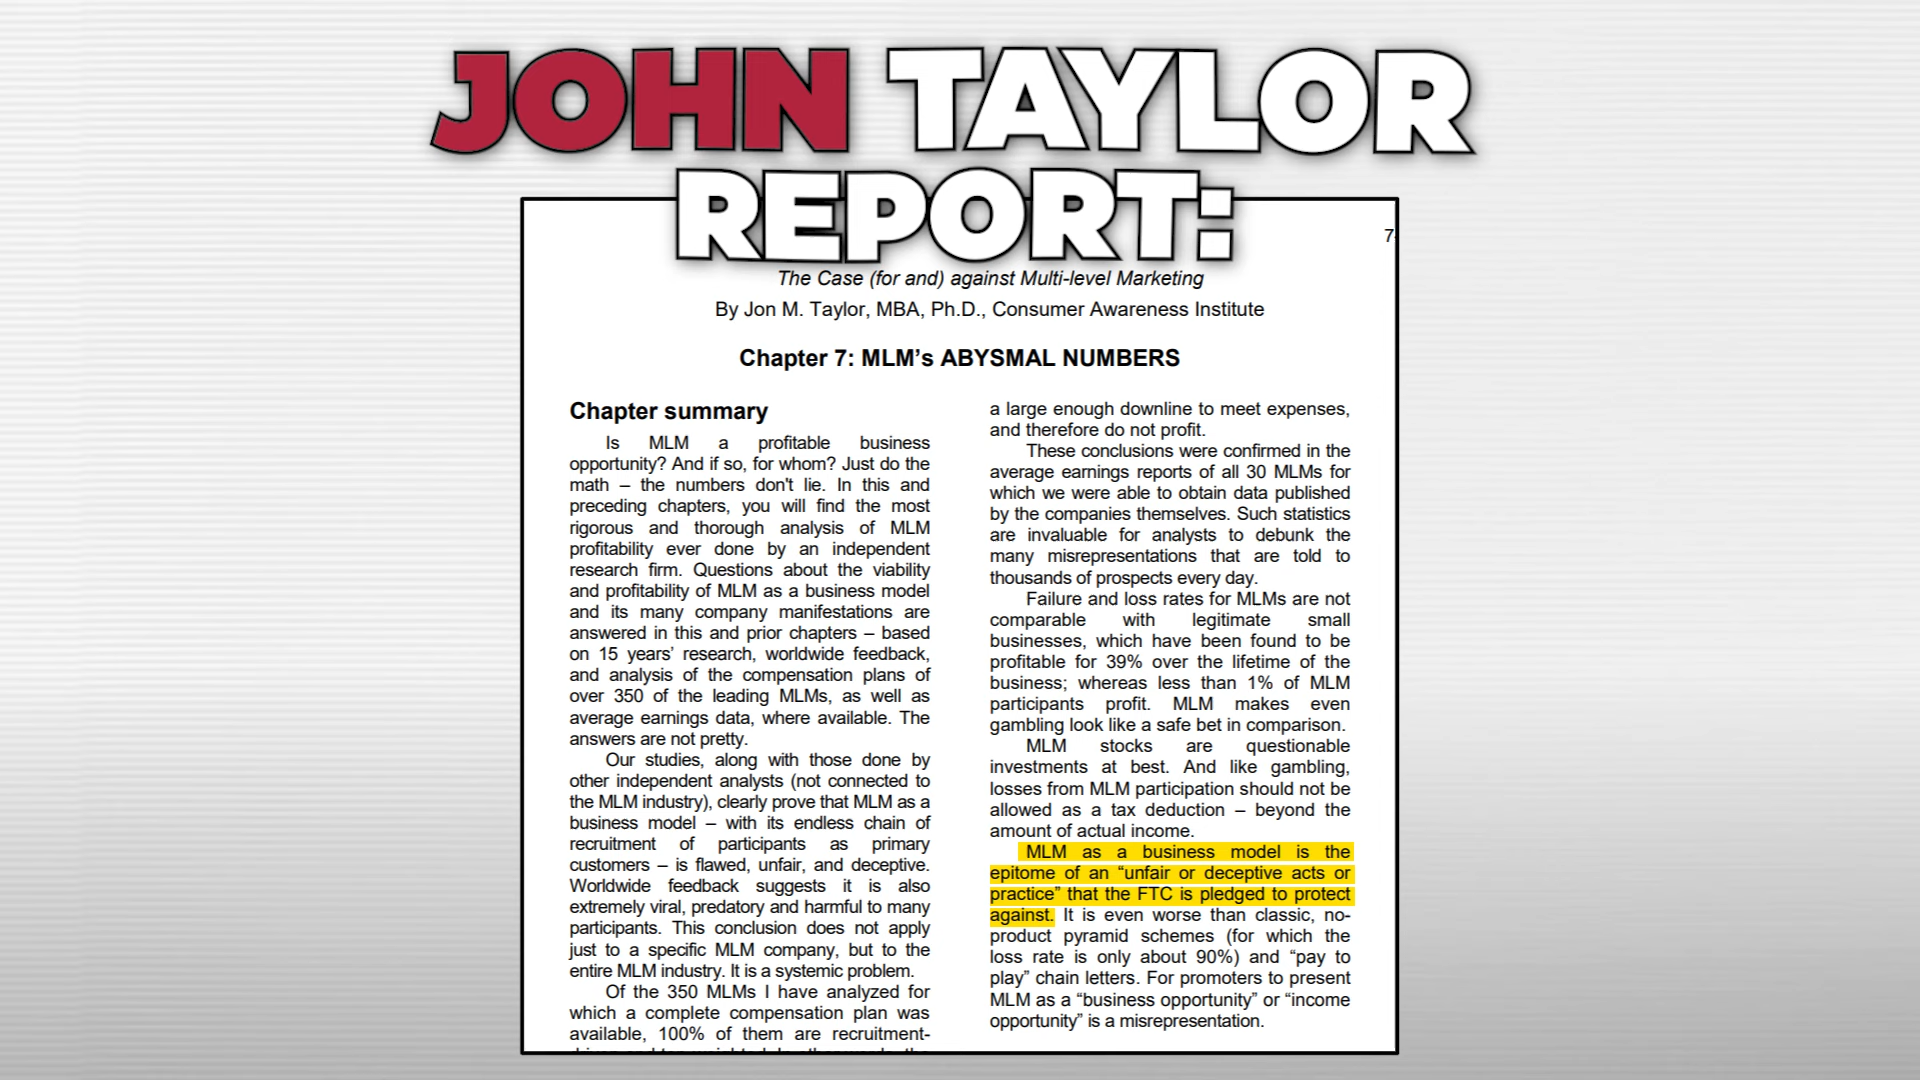 JOHN TAYLOR
REPORT:
7
The Case (for and) against Multi-level Marketing
By Jon M. Taylor, MBA, Ph.D., Consumer Awareness Institute
Chapter 7: MLM’s ABYSMAL NUMBERS
Chapter summary
Is MLM a profitable business
opportunity? And if so, for whom? Just do the
math – the numbers don't lie. In this and
preceding chapters, you will find the most
rigorous and thorough analysis of MLM
profitability ever done by an independent
research firm. Questions about the viability
and profitability of MLM as a business model
and its many company manifestations are
answered in this and prior chapters – based
on 15 years’ research, worldwide feedback,
and analysis of the compensation plans of
over 350 of the leading MLMs, as well as
average earnings data, where available. The
answers are not pretty.
Our studies, along with those done by
other independent analysts (not connected to
the MLM industry), clearly prove that MLM as a
business model – with its endless chain of
recruitment of participants as primary
customers – is flawed, unfair, and deceptive.
Worldwide feedback suggests it is also
extremely viral, predatory and harmful to many
participants. This conclusion does not apply
just to a specific MLM company, but to the
entire MLM industry. It is a systemic problem.
Of the 350 MLMs I have analyzed for
which a complete compensation plan was
available, 100% of them are recruitment-
a large enough downline to meet expenses,
and therefore do not profit.
These conclusions were confirmed in the
average earnings reports of all 30 MLMs for
which we were able to obtain data published
by the companies themselves. Such statistics
are invaluable for analysts to debunk the
many misrepresentations that are told to
thousands of prospects every day.
Failure and loss rates for MLMs are not
comparable with legitimate small
businesses, which have been found to be
profitable for 39% over the lifetime of the
business; whereas less than 1% of MLM
participants profit. MLM makes even
gambling look like a safe bet in comparison.
MLM stocks are questionable
investments at best. And like gambling,
losses from MLM participation should not be
allowed as a tax deduction – beyond the
amount of actual income.
MLM as a business model is the
epitome of an “unfair or deceptive acts or
practice” that the FTC is pledged to protect
against. It is even worse than classic, no-
product pyramid schemes (for which the
loss rate is only about 90%) and “pay to
play” chain letters. For promoters to present
MLM as a “business opportunity” or “income
opportunity” is a misrepresentation.